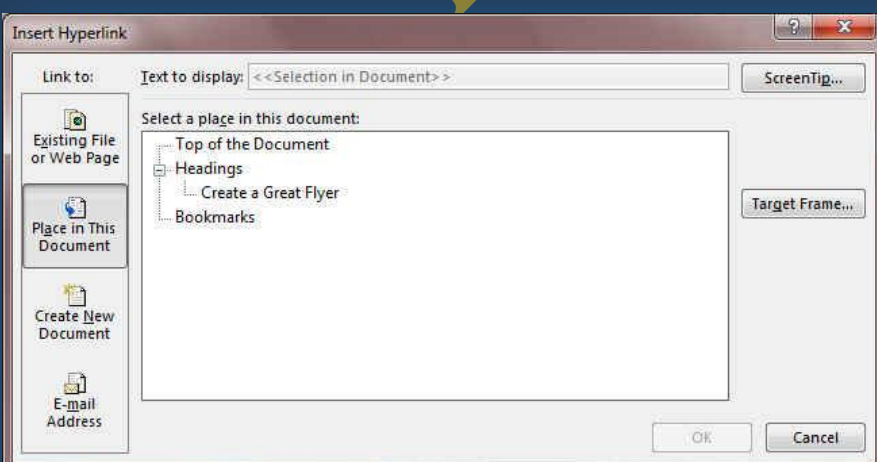 Insert Hyperlink
?
Link to:
Text to display: <<Selection in Document>>
ScreenTip...
Select a place in this document:
Existing File
or Web Page
Place in This
Document
Create New
Document
E-mail
Address
Top of the Document
Headings
Create a Great Flyer
Bookmarks
Target Frame...
OK
Cancel